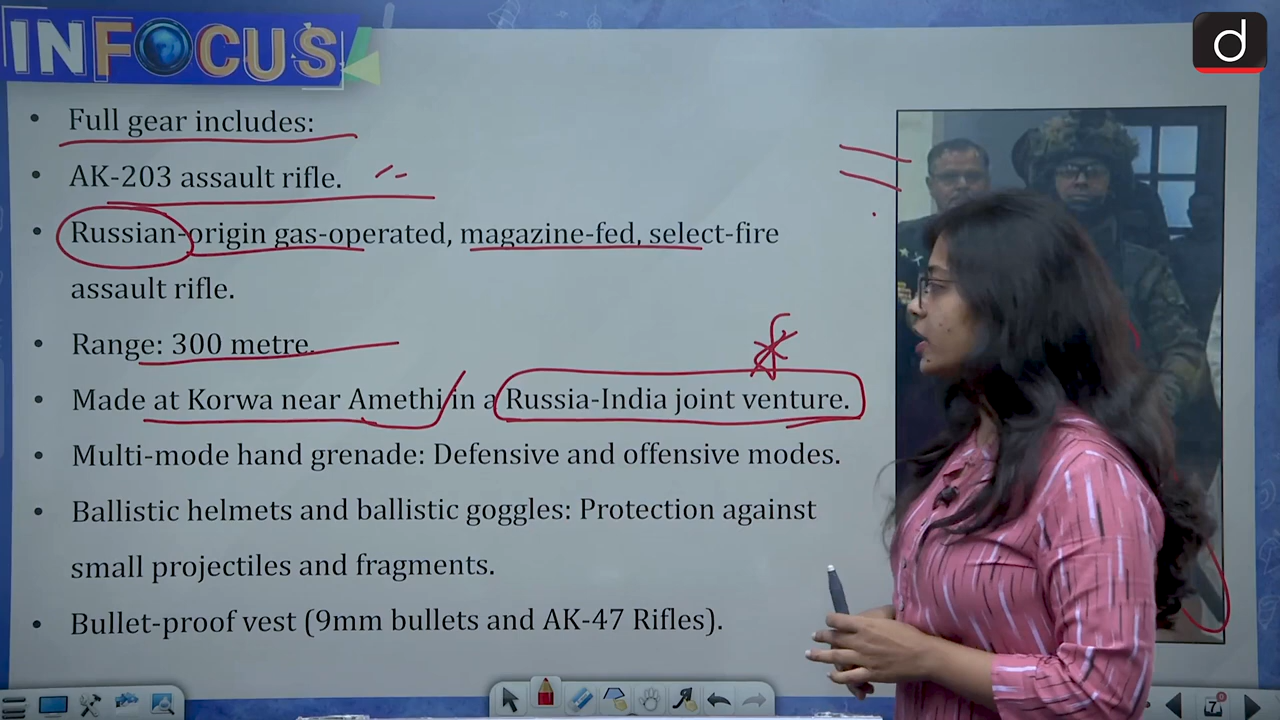 INFOCUS
d
• Full gear includes:
• AK-203 assault rifle.
• Russian-origin gas-operated, magazine-fed, select-fire
assault rifle.
• Range: 300 metre.
• Made at Korwa near Amethi in a Russia-India joint venture.
• Multi-mode hand grenade: Defensive and offensive modes.
• Ballistic helmets and ballistic goggles: Protection against
small projectiles and fragments.
• Bullet-proof vest (9mm bullets and AK-47 Rifles).
7